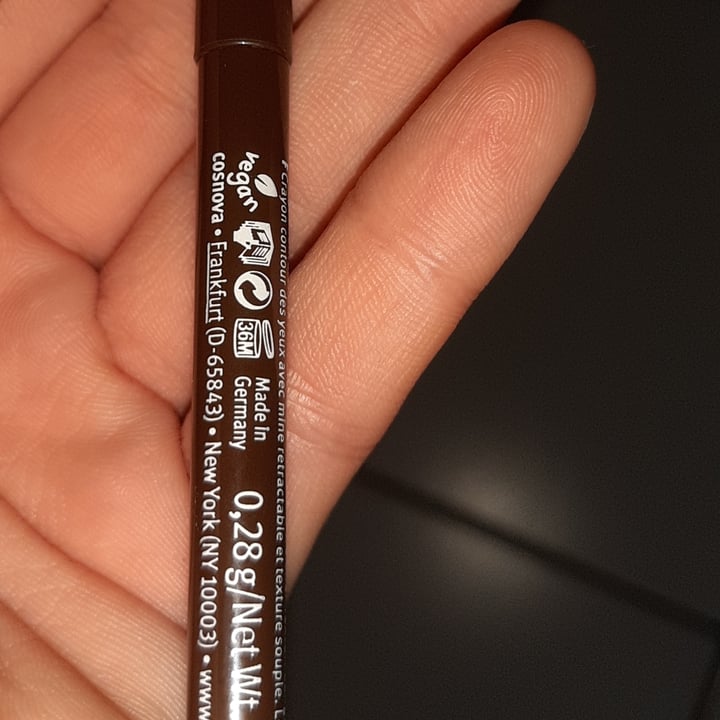 Crayon contour des yeux avec mine rétractable et texture souple.
vegan
36M
Made in
Germany
0,28 g/Net Wt
cosnova • Frankfurt (D-65843) • New York (NY 10003) • www